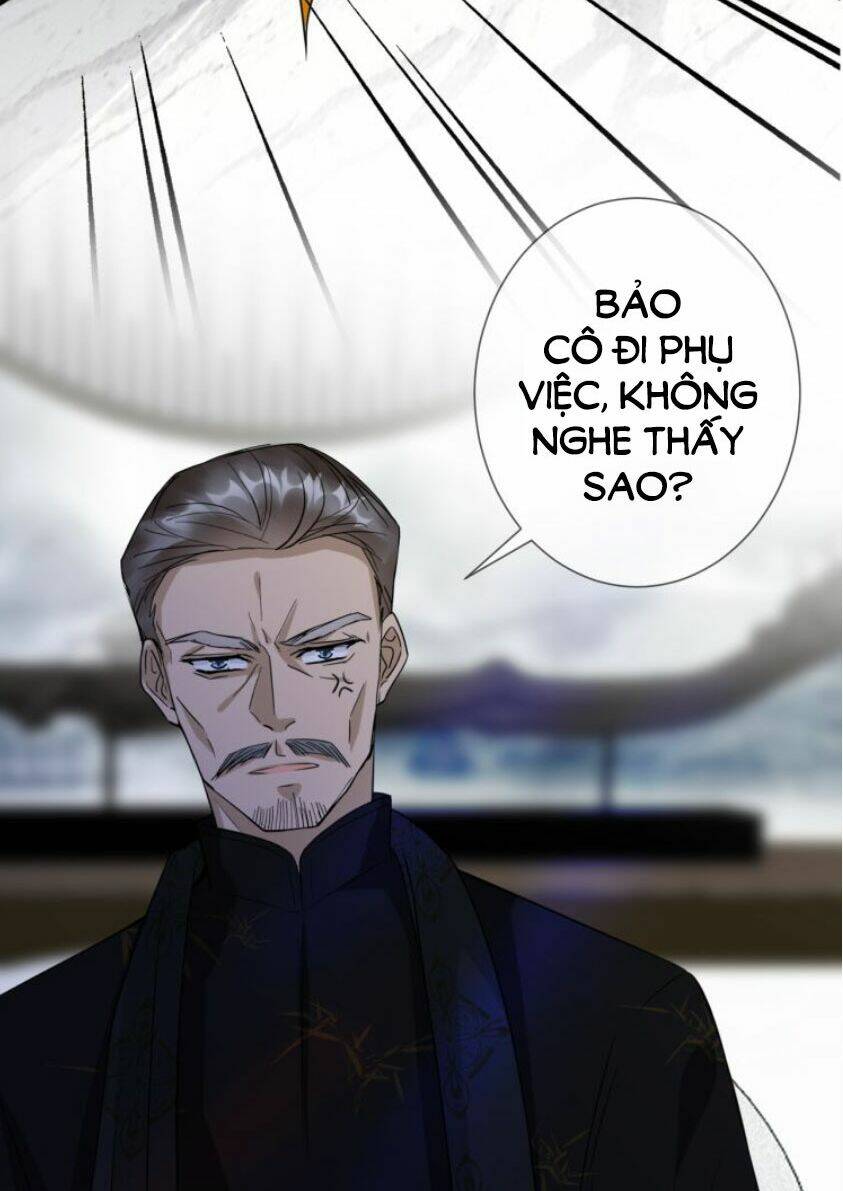 BẢO
CÔ ĐI PHỤ
VIỆC, KHÔNG
NGHE THẤY
SAO?